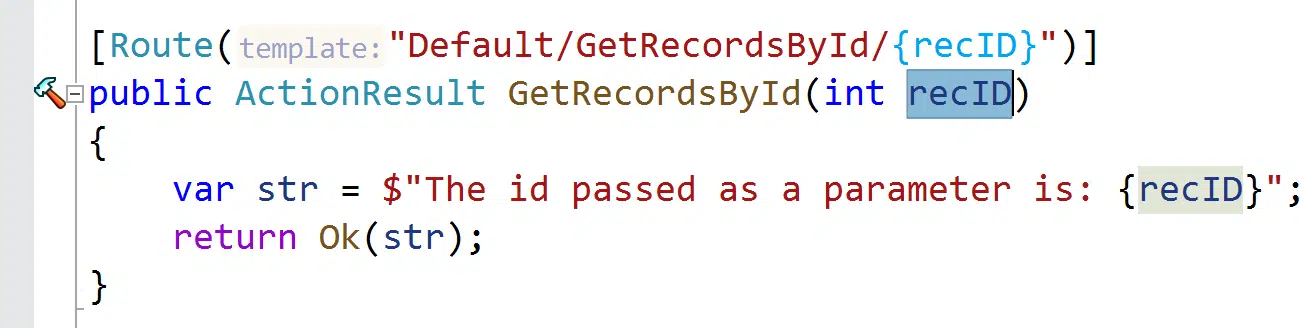 [Route(template:"Default/GetRecordsById/{recID}")]
public ActionResult GetRecordsById(int recID)
{
var str = $"The id passed as a parameter is: {recID}";
return Ok(str);
}